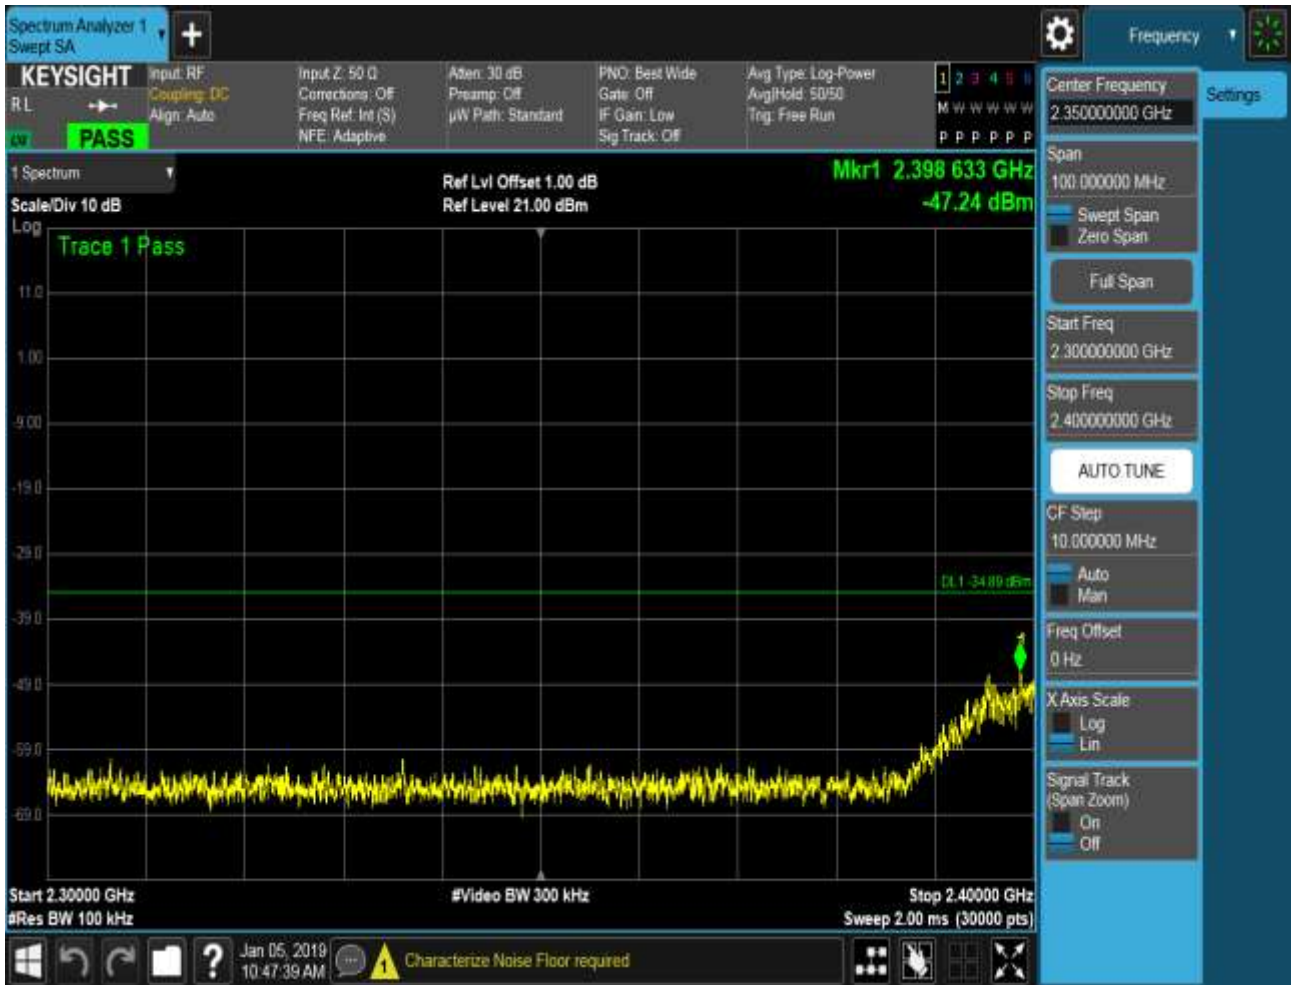 Spectrum Analyzer 1
Swept SA
Frequency
KEYSIGHT
R L
PASS
Input: RF
Coupling: DC
Align: Auto
Input Z: 50 Ω
Corrections: Off
Freq Ref: Int (S)
NFE: Adaptive
Atten: 30 dB
Preamp: Off
µW Path: Standard
PNO: Best Wide
Gate: Off
IF Gain: Low
Sig Track: Off
Avg Type: Log-Power
Avg|Hold: 50/50
Trig: Free Run
1 2 3 4 5 6
M W W W W W
P P P P P P
1 Spectrum
Scale/Div 10 dB
Log
Ref Lvl Offset 1.00 dB
Ref Level 21.00 dBm
Mkr1 2.398 633 GHz
-47.24 dBm
Trace 1 Pass
11.0
1.00
-9.00
-19.0
-29.0
DL1 -34.89 dBm
-39.0
1
-49.0
-59.0
-69.0
Start 2.30000 GHz
#Res BW 100 kHz
#Video BW 300 kHz
Stop 2.40000 GHz
Sweep 2.00 ms (30000 pts)
Center Frequency
2.350000000 GHz
Settings
Span
100.000000 MHz
Swept Span
Zero Span
Full Span
Start Freq
2.300000000 GHz
Stop Freq
2.400000000 GHz
AUTO TUNE
CF Step
10.000000 MHz
Auto
Man
Freq Offset
0 Hz
X Axis Scale
Log
Lin
Signal Track
(Span Zoom)
On
Off
?
Jan 05, 2019
10:47:39 AM
1
Characterize Noise Floor required